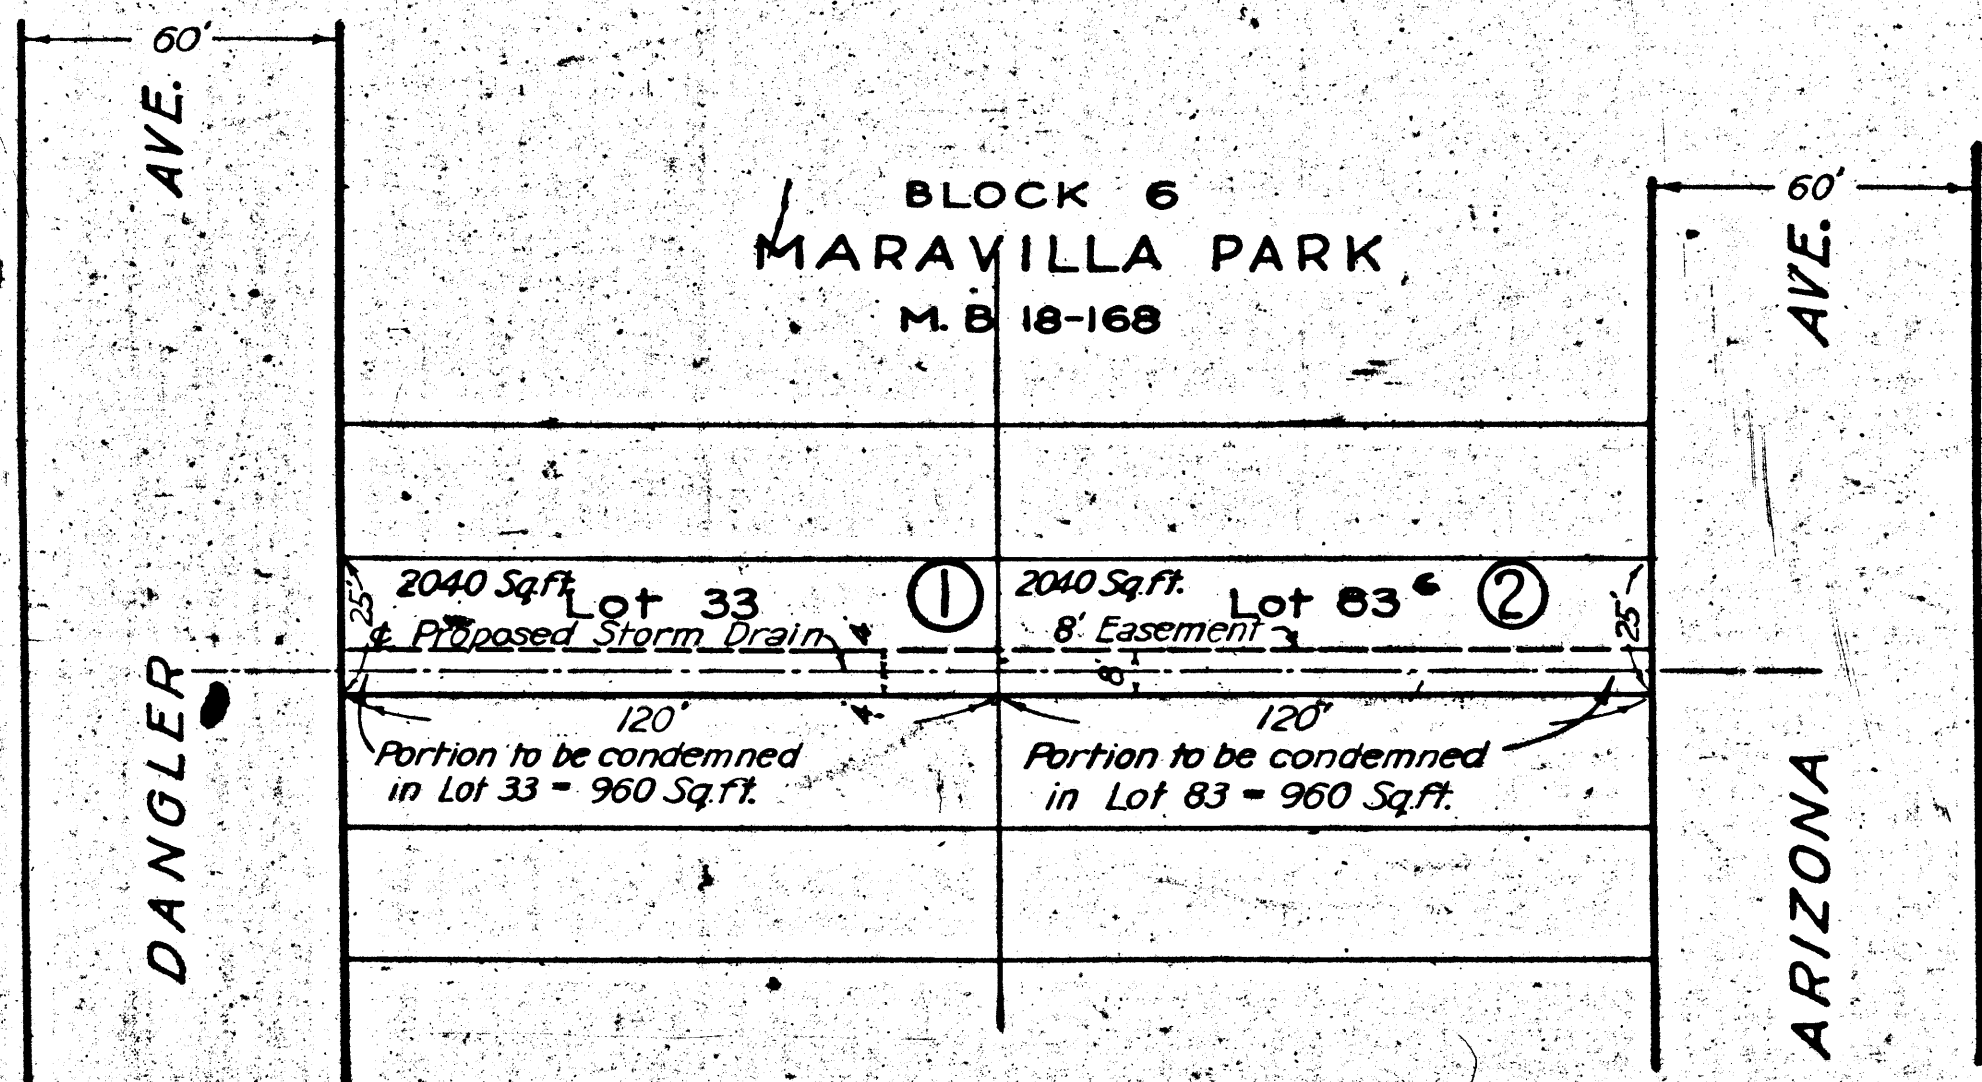 60'
AVE.
DANGLER
BLOCK 6
MARAVILLA PARK
M. B 18-168
60'
AVE.
ARIZONA
25'
2040 Sq.ft.
Lot 33
1
℄ Proposed Storm Drain
4'
4'
120'
Portion to be condemned
in Lot 33 = 960 Sq.ft.
2040 Sq.ft.
Lot 83
2
8' Easement
8'
25'
120'
Portion to be condemned
in Lot 83 = 960 Sq.ft.